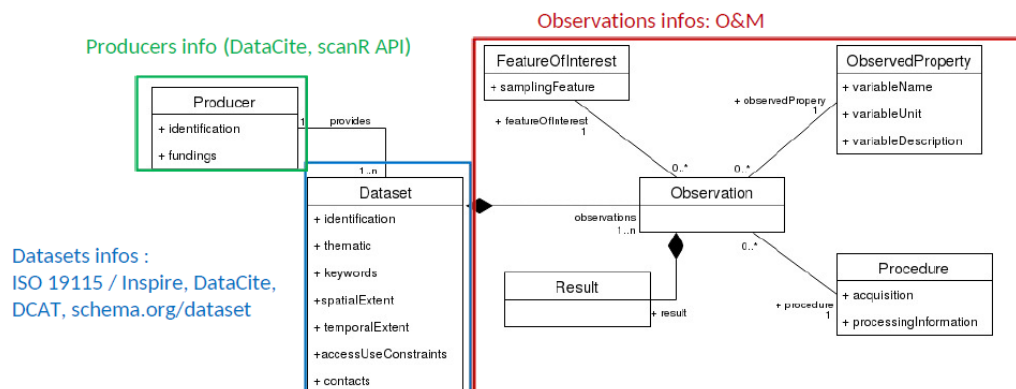 Observations infos: O&M
Producers info (DataCite, scanR API)
Producer
+ identification
+ fundings
1
provides
1..n
Dataset
+ identification
+ thematic
+ keywords
+spatialExtent
+ temporalExtent
+accessUseConstraints
+ contacts
Datasets infos :
ISO 19115 / Inspire, DataCite,
DCAT, schema.org/dataset
FeatureOfInterest
+ samplingFeature
+ featureOfInterest
1
0..*
ObservedProperty
+ variableName
+ variableUnit
+ variableDescription
+ observedPropery
1
0..*
Observation
observations
1..n
0..*
Result
+ result
Procedure
+ acquisition
+ processingInformation
+ procedure
1